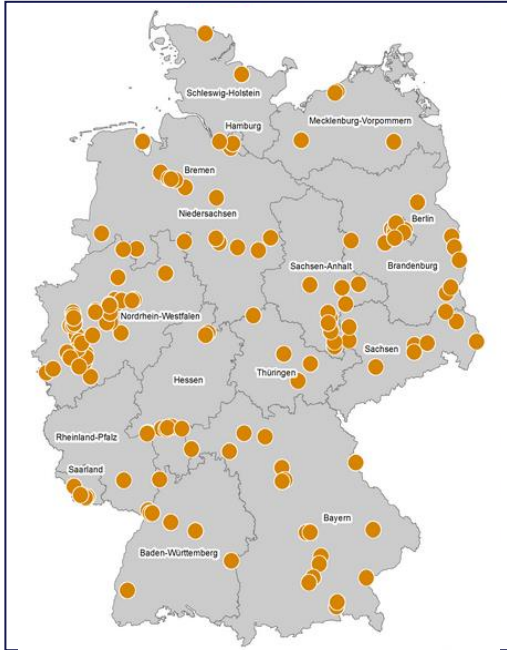 Schleswig-Holstein
Mecklenburg-Vorpommern
Hamburg
Bremen
Niedersachsen
Berlin
Sachsen-Anhalt
Brandenburg
Nordrhein-Westfalen
Sachsen
Thüringen
Hessen
Rheinland-Pfalz
Saarland
Bayern
Baden-Württemberg